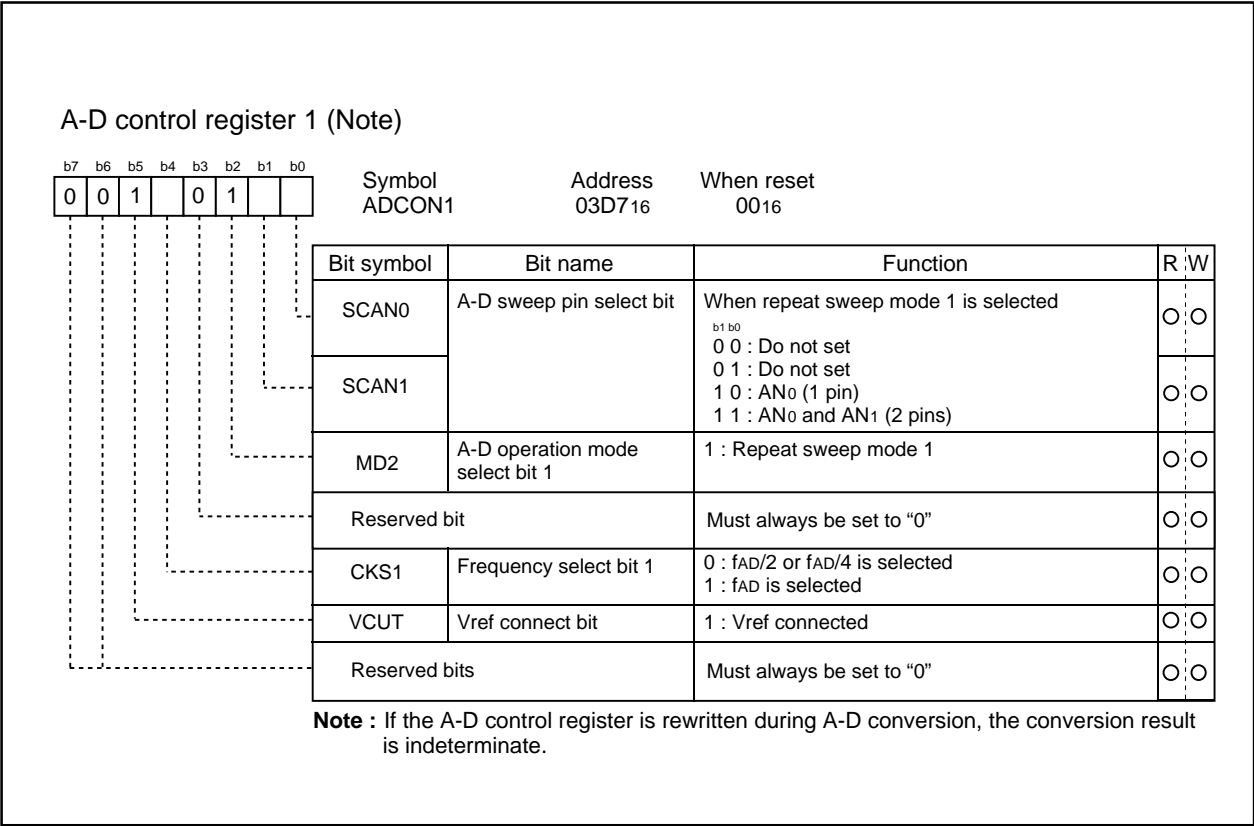 A-D control register 1 (Note)
b7 b6 b5 b4 b3 b2 b1 b0
0 0 1 0 1
Symbol Address When reset
ADCON1 03D716 0016
Bit symbol Bit name Function R W
SCAN0 A-D sweep pin select bit When repeat sweep mode 1 is selected
b1 b0
0 0 : Do not set
0 1 : Do not set
SCAN1
1 0 : AN0 (1 pin)
1 1 : AN0 and AN1 (2 pins)
MD2 A-D operation mode
select bit 1
1 : Repeat sweep mode 1
Reserved bit Must always be set to “0”
CKS1 Frequency select bit 1 0 : fAD/2 or fAD/4 is selected
1 : fAD is selected
VCUT Vref connect bit 1 : Vref connected
Reserved bits Must always be set to “0”
Note : If the A-D control register is rewritten during A-D conversion, the conversion result
is indeterminate.